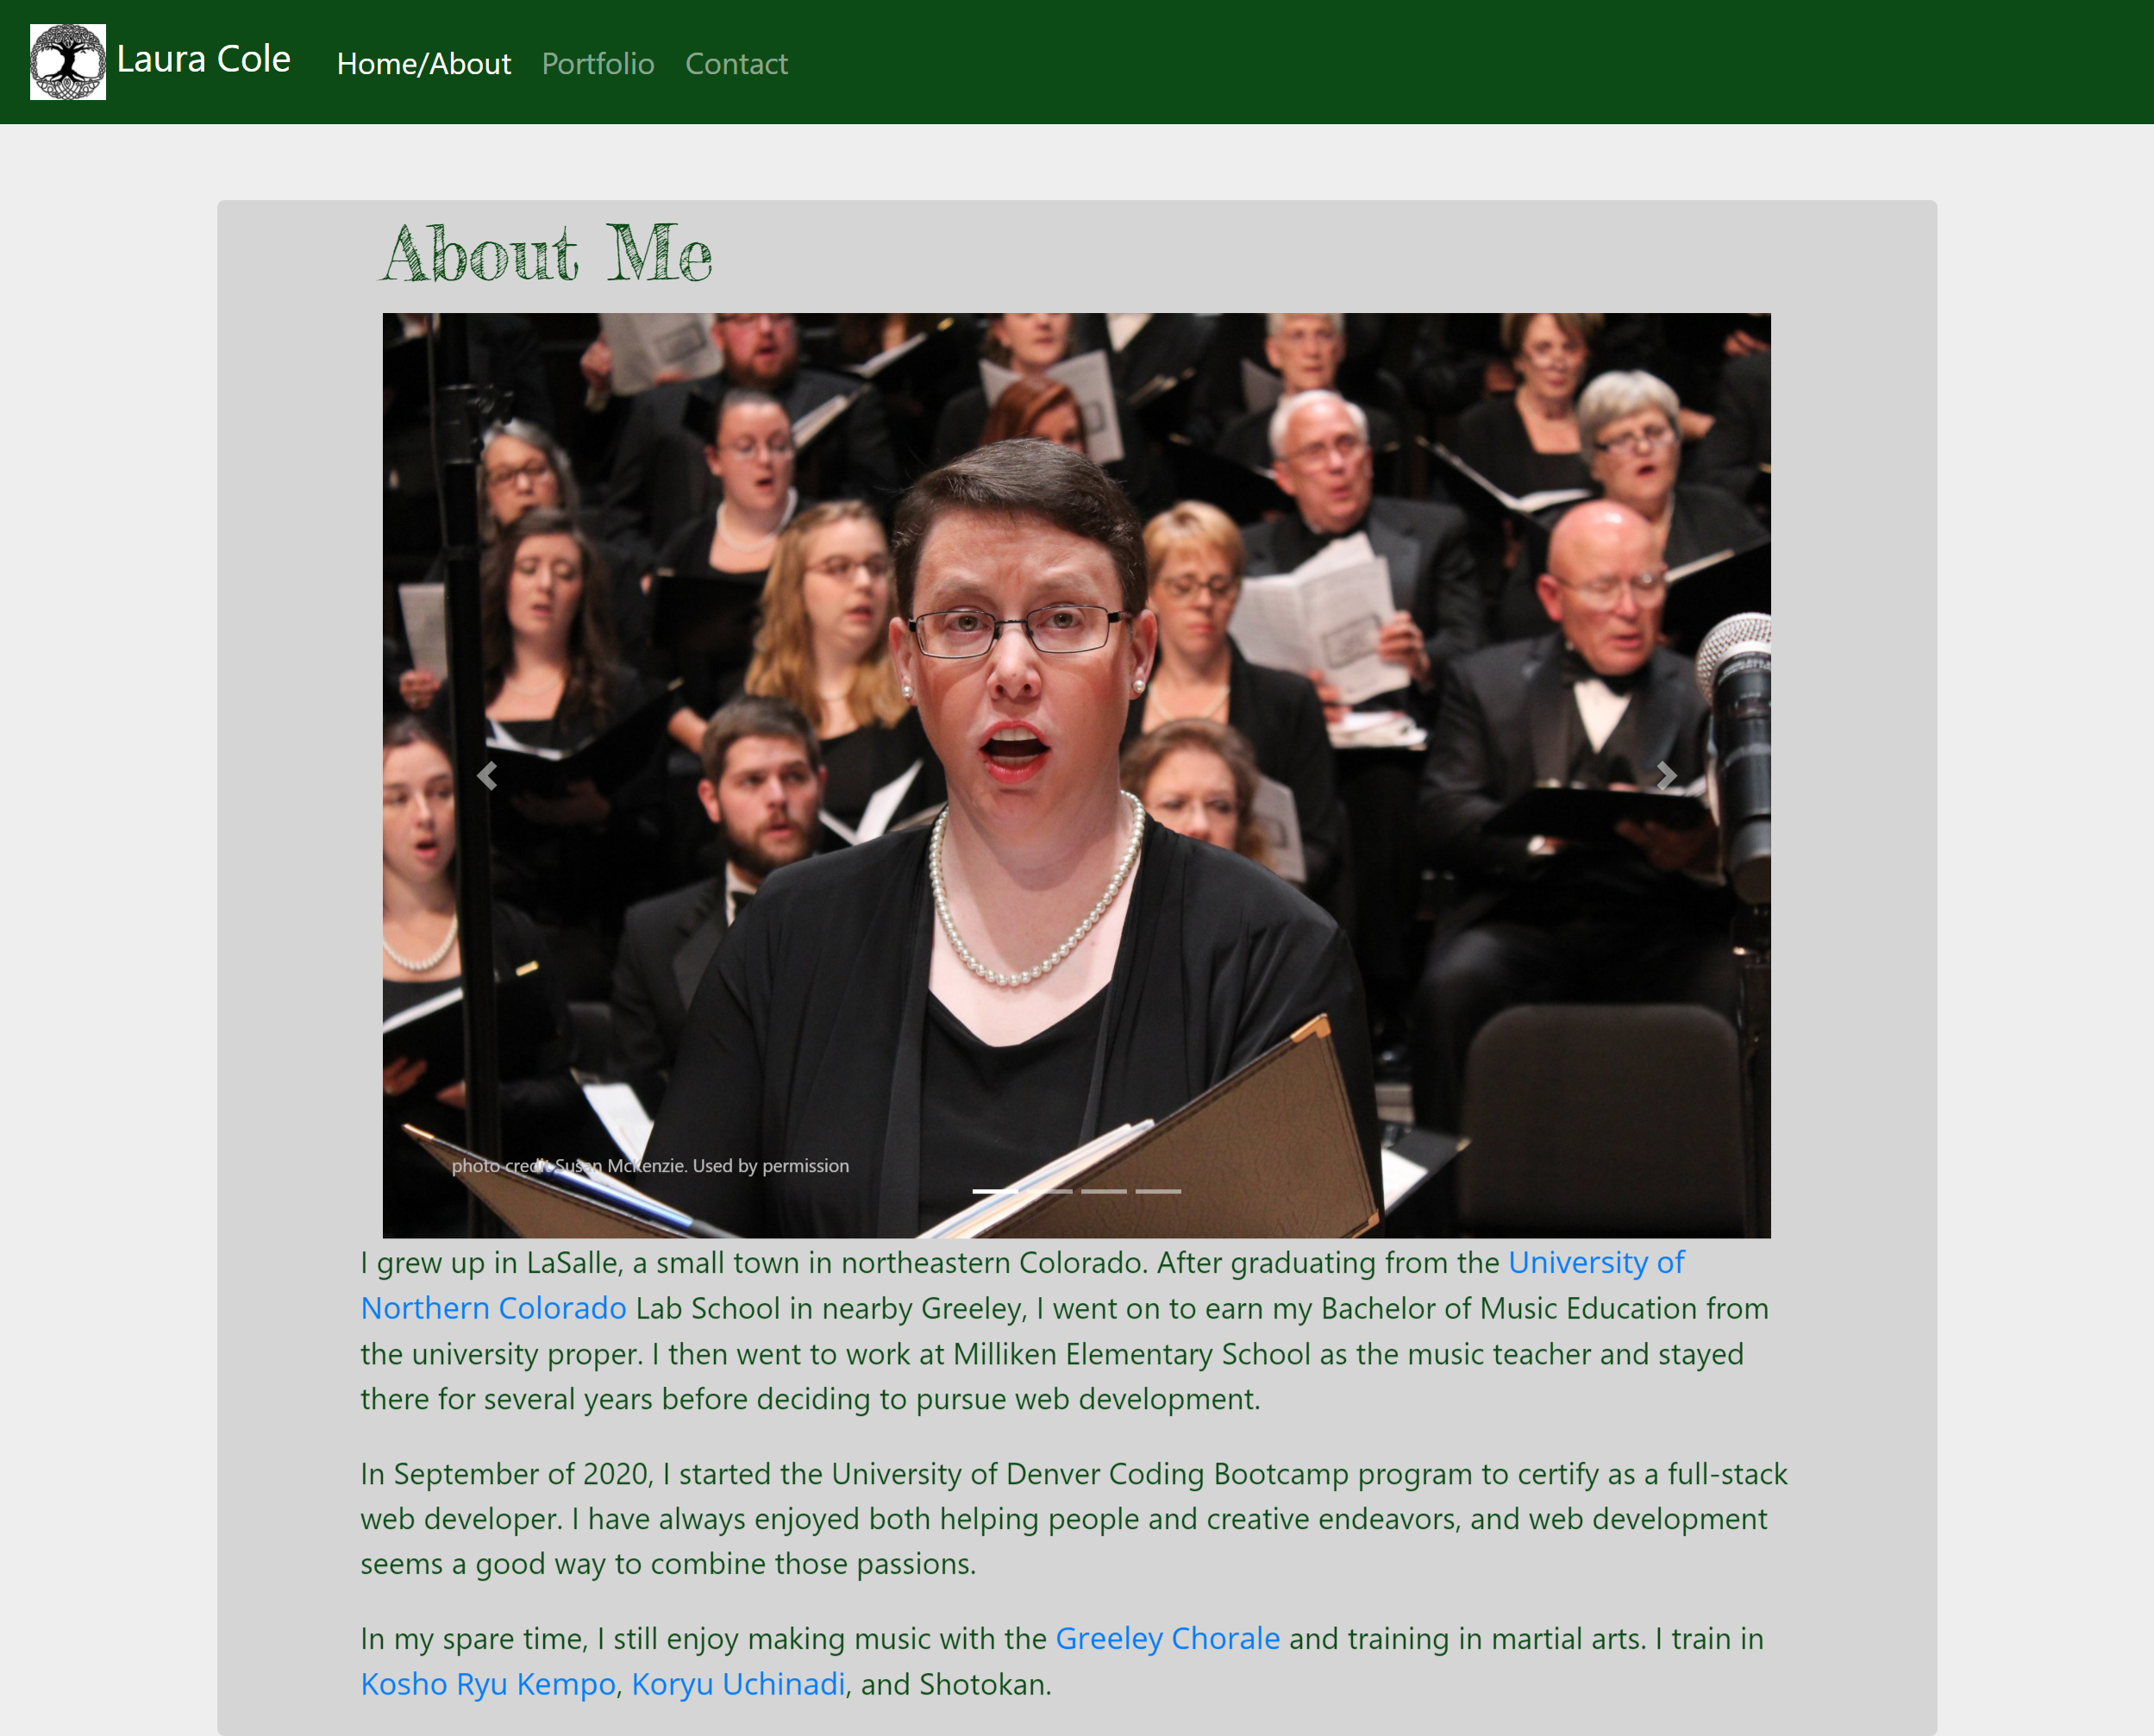 Laura Cole Home/About Portfolio Contact
About Me
photo credit Susan McKenzie. Used by permission
I grew up in LaSalle, a small town in northeastern Colorado. After graduating from the University of
Northern Colorado Lab School in nearby Greeley, I went on to earn my Bachelor of Music Education from
the university proper. I then went to work at Milliken Elementary School as the music teacher and stayed
there for several years before deciding to pursue web development.
In September of 2020, I started the University of Denver Coding Bootcamp program to certify as a full-stack
web developer. I have always enjoyed both helping people and creative endeavors, and web development
seems a good way to combine those passions.
In my spare time, I still enjoy making music with the Greeley Chorale and training in martial arts. I train in
Kosho Ryu Kempo, Koryu Uchinadi, and Shotokan.